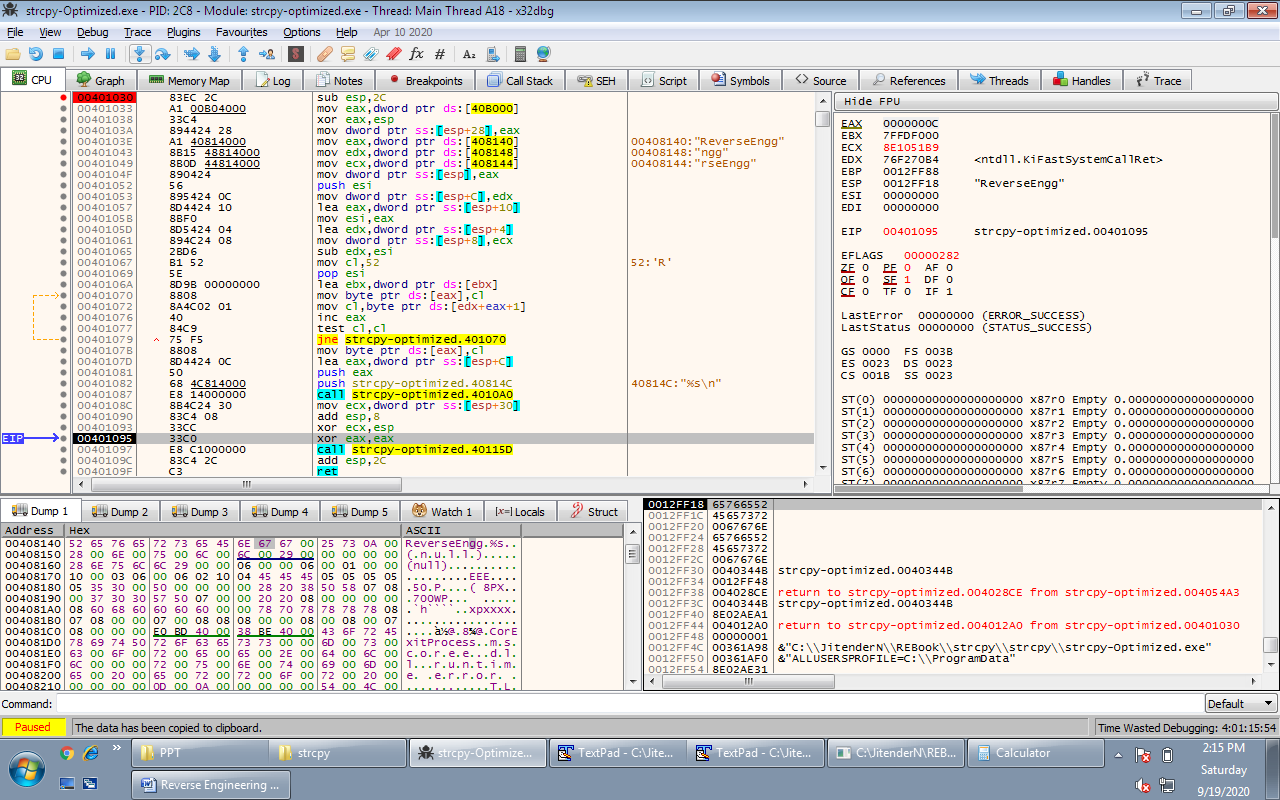 strcpy-Optimized.exe - PID: 2C8 - Module: strcpy-optimized.exe - Thread: Main Thread A18 - x32dbg
File View Debug Trace Plugins Favourites Options Help Apr 10 2020
CPU Graph Memory Map Log Notes Breakpoints Call Stack SEH Script Symbols Source References Threads Handles Trace
00401030 83EC 2C sub esp,2C
00401033 A1 00B04000 mov eax,dword ptr ds:[40B000]
00401038 33C4 xor eax,esp
0040103A 894424 28 mov dword ptr ss:[esp+28],eax
0040103E A1 40814000 mov eax,dword ptr ds:[408140] 00408140:"ReverseEngg"
00401043 8B15 48814000 mov edx,dword ptr ds:[408148] 00408148:"ngg"
00401049 8B0D 44814000 mov ecx,dword ptr ds:[408144] 00408144:"rseEngg"
0040104F 890424 mov dword ptr ss:[esp],eax
00401052 56 push esi
00401053 895424 0C mov dword ptr ss:[esp+C],edx
00401057 8D4424 10 lea eax,dword ptr ss:[esp+10]
0040105B 8BF0 mov esi,eax
0040105D 8D5424 04 lea edx,dword ptr ss:[esp+4]
00401061 894C24 08 mov dword ptr ss:[esp+8],ecx
00401065 2BD6 sub edx,esi
00401067 B1 52 mov cl,52 52:'R'
00401069 5E pop esi
0040106A 8D9B 00000000 lea ebx,dword ptr ds:[ebx]
00401070 8808 mov byte ptr ds:[eax],cl
00401072 8A4C02 01 mov cl,byte ptr ds:[edx+eax+1]
00401076 40 inc eax
00401077 84C9 test cl,cl
00401079 75 F5 jne strcpy-optimized.401070
0040107B 8808 mov byte ptr ds:[eax],cl
0040107D 8D4424 0C lea eax,dword ptr ss:[esp+C]
00401081 50 push eax
00401082 68 4C814000 push strcpy-optimized.40814C 40814C:"%s\n"
00401087 E8 14000000 call strcpy-optimized.4010A0
0040108C 8B4C24 30 mov ecx,dword ptr ss:[esp+30]
00401090 83C4 08 add esp,8
00401093 33CC xor ecx,esp
EIP 00401095 33C0 xor eax,eax
00401097 E8 C1000000 call strcpy-optimized.40115D
0040109C 83C4 2C add esp,2C
0040109F C3 ret
Hide FPU
EAX 0000000C
EBX 7FFDF000
ECX 8E1051B9
EDX 76F270B4 <ntdll.KiFastSystemCallRet>
EBP 0012FF88
ESP 0012FF18 "ReverseEngg"
ESI 00000000
EDI 00000000
EIP 00401095 strcpy-optimized.00401095
EFLAGS 00000282
ZF 0 PF 0 AF 0
OF 0 SF 1 DF 0
CF 0 TF 0 IF 1
LastError 00000000 (ERROR_SUCCESS)
LastStatus 00000000 (STATUS_SUCCESS)
GS 0000 FS 003B
ES 0023 DS 0023
CS 001B SS 0023
ST(0) 00000000000000000000 x87r0 Empty 0.0000000000000000
ST(1) 00000000000000000000 x87r1 Empty 0.0000000000000000
ST(2) 00000000000000000000 x87r2 Empty 0.0000000000000000
ST(3) 00000000000000000000 x87r3 Empty 0.0000000000000000
ST(4) 00000000000000000000 x87r4 Empty 0.0000000000000000
ST(5) 00000000000000000000 x87r5 Empty 0.0000000000000000
ST(6) 00000000000000000000 x87r6 Empty 0.0000000000000000
Dump 1 Dump 2 Dump 3 Dump 4 Dump 5 Watch 1 Locals Struct
Address Hex ASCII
00408140 52 65 76 65 72 73 65 45 6E 67 67 00 25 73 0A 00 ReverseEngg.%s..
00408150 28 00 6E 00 75 00 6C 00 6C 00 29 00 00 00 00 00 (.n.u.l.l.).....
00408160 28 6E 75 6C 6C 29 00 00 06 00 00 06 00 01 00 00 (null)..........
00408170 10 00 03 06 00 06 02 10 04 45 45 45 05 05 05 05 .........EEE....
00408180 05 35 30 00 50 00 00 00 00 28 20 38 50 58 07 08 .50.P....( 8PX..
00408190 00 37 30 30 57 50 07 00 00 20 20 08 00 00 00 00 .700WP...  .....
004081A0 08 60 68 60 60 60 60 00 00 78 70 78 78 78 78 08 .`h````..xpxxxx.
004081B0 07 08 00 00 07 00 08 08 08 00 00 08 00 08 00 07 ................
004081C0 08 00 00 00 E0 BD 40 00 38 BE 40 00 43 6F 72 45 ....à½@.8¾@.CorE
004081D0 78 69 74 50 72 6F 63 65 73 73 00 00 6D 00 73 00 xitProcess..m.s.
004081E0 63 00 6F 00 72 00 65 00 65 00 2E 00 64 00 6C 00 c.o.r.e.e...d.l.
004081F0 6C 00 00 00 72 00 75 00 6E 00 74 00 69 00 6D 00 l...r.u.n.t.i.m.
00408200 65 00 20 00 65 00 72 00 72 00 6F 00 72 00 20 00 e. .e.r.r.o.r. .
00408210 00 00 00 00 0D 00 0A 00 00 00 00 00 54 00 4C 00 ............T.L.
0012FF18 65766552
0012FF1C 45657372
0012FF20 0067676E
0012FF24 65766552
0012FF28 45657372
0012FF2C 0067676E
0012FF30 0040344B strcpy-optimized.0040344B
0012FF34 0012FF48
0012FF38 004028CE return to strcpy-optimized.004028CE from strcpy-optimized.004054A3
0012FF3C 0040344B strcpy-optimized.0040344B
0012FF40 8E02AEA1
0012FF44 004012A0 return to strcpy-optimized.004012A0 from strcpy-optimized.00401030
0012FF48 00000001
0012FF4C 00361A98 &"C:\\JitenderN\\REBook\\strcpy\\strcpy\\strcpy-Optimized.exe"
0012FF50 00361AF0 &"ALLUSERSPROFILE=C:\\ProgramData"
0012FF54 8E02AE31
Command: Default
Paused The data has been copied to clipboard. Time Wasted Debugging: 4:01:15:54
PPT strcpy strcpy-Optimize... TextPad - C:\Jite... TextPad - C:\Jite... C:\JitenderN\REB... Calculator
Reverse Engineering ...
2:15 PM
Saturday
9/19/2020